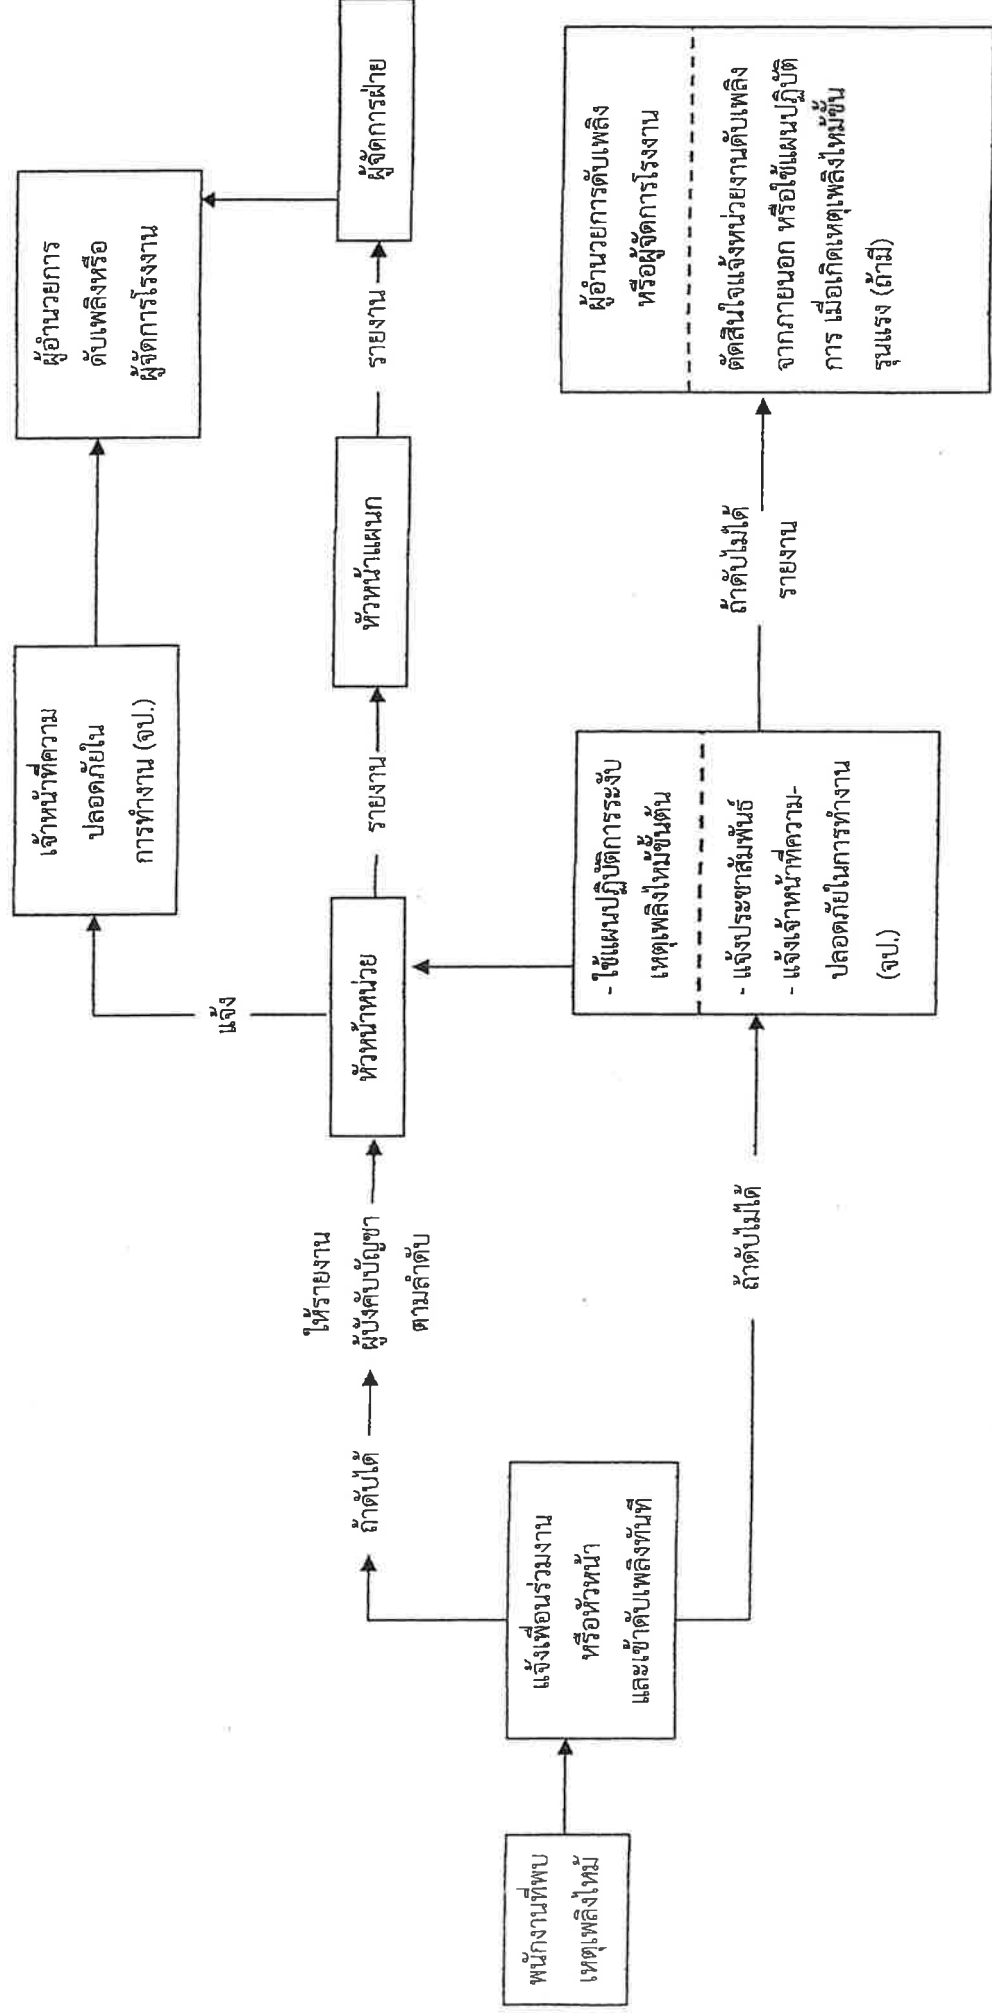 พนักงานที่พบ
เหตุเพลิงไหม้
แจ้งเพื่อนร่วมงาน
หรือหัวหน้า
และเข้าดับเพลิงทันที
ถ้าดับได้
ให้รายงาน
ผู้บังคับบัญชา
ตามลำดับ
หัวหน้าหน่วย
แจ้ง
เจ้าหน้าที่ความ
ปลอดภัยใน
การทำงาน (จป.)
ผู้อำนวยการ
ดับเพลิงหรือ
ผู้จัดการโรงงาน
รายงาน
หัวหน้าแผนก
รายงาน
ผู้จัดการฝ่าย
ถ้าดับไม่ได้
- ใช้แผนปฏิบัติการระงับ
เหตุเพลิงไหม้ขั้นต้น
- แจ้งประชาสัมพันธ์
- แจ้งเจ้าหน้าที่ความ-
ปลอดภัยในการทำงาน
(จป.)
ถ้าดับไม่ได้
รายงาน
ผู้อำนวยการดับเพลิง
หรือผู้จัดการโรงงาน
ตัดสินใจแจ้งหน่วยงานดับเพลิง
จากภายนอก หรือใช้แผนปฏิบัติ
การ เมื่อเกิดเหตุเพลิงไหม้ขั้น
รุนแรง (ถ้ามี)